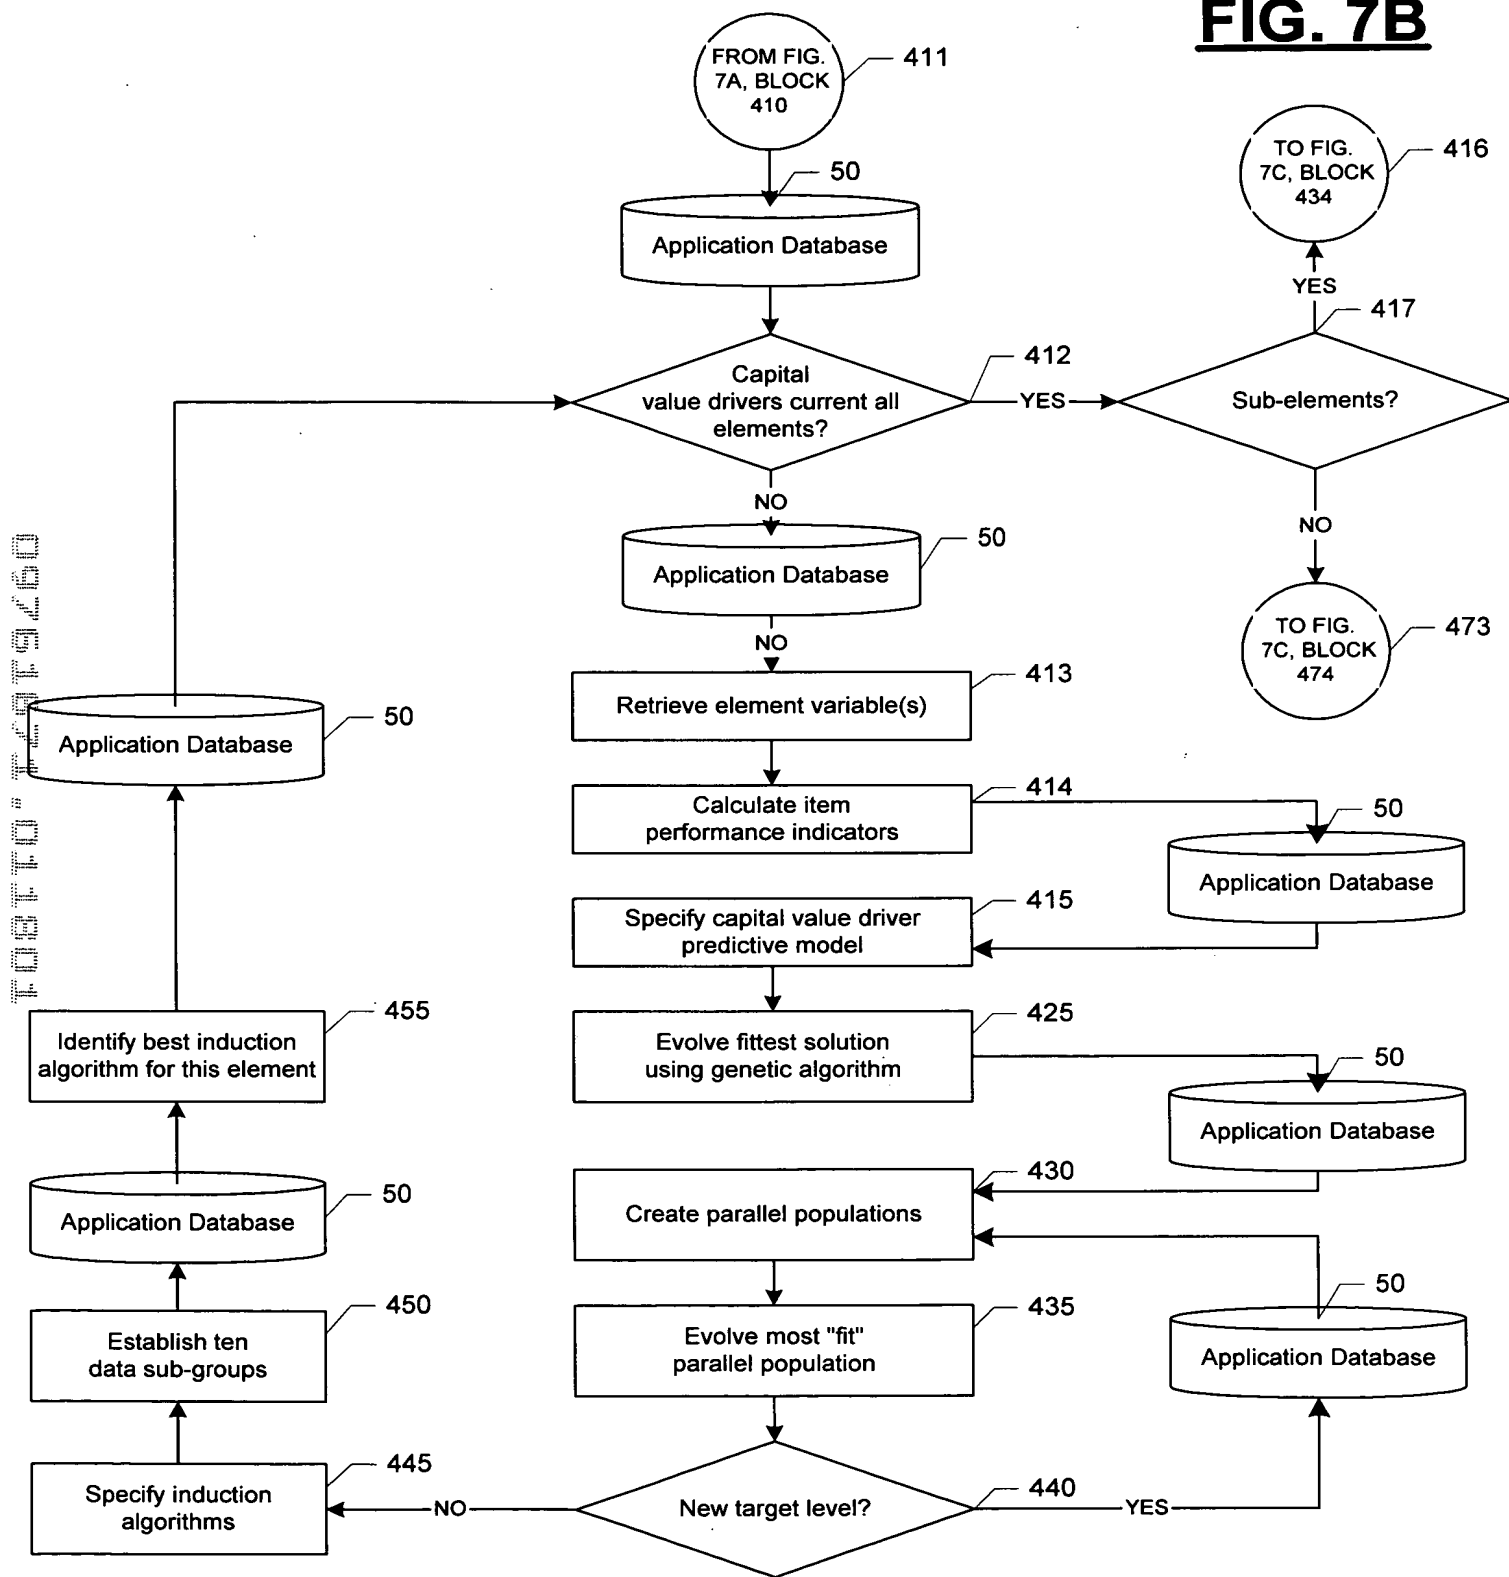 FIG. 7B
FROM FIG.
7A, BLOCK
410
411
50
Application Database
TO FIG.
7C, BLOCK
434
416
YES
417
Capital
value drivers current all
elements?
412
YES
Sub-elements?
NO
50
Application Database
NO
NO
TO FIG.
7C, BLOCK
474
473
Retrieve element variable(s)
413
50
Application Database
Calculate item
performance indicators
414
50
Application Database
Specify capital value driver
predictive model
415
Evolve fittest solution
using genetic algorithm
425
50
Application Database
455
Identify best induction
algorithm for this element
Create parallel populations
430
50
Application Database
Evolve most "fit"
parallel population
435
50
Application Database
450
Establish ten
data sub-groups
New target level?
440
YES
NO
445
Specify induction
algorithms
09761671.011801